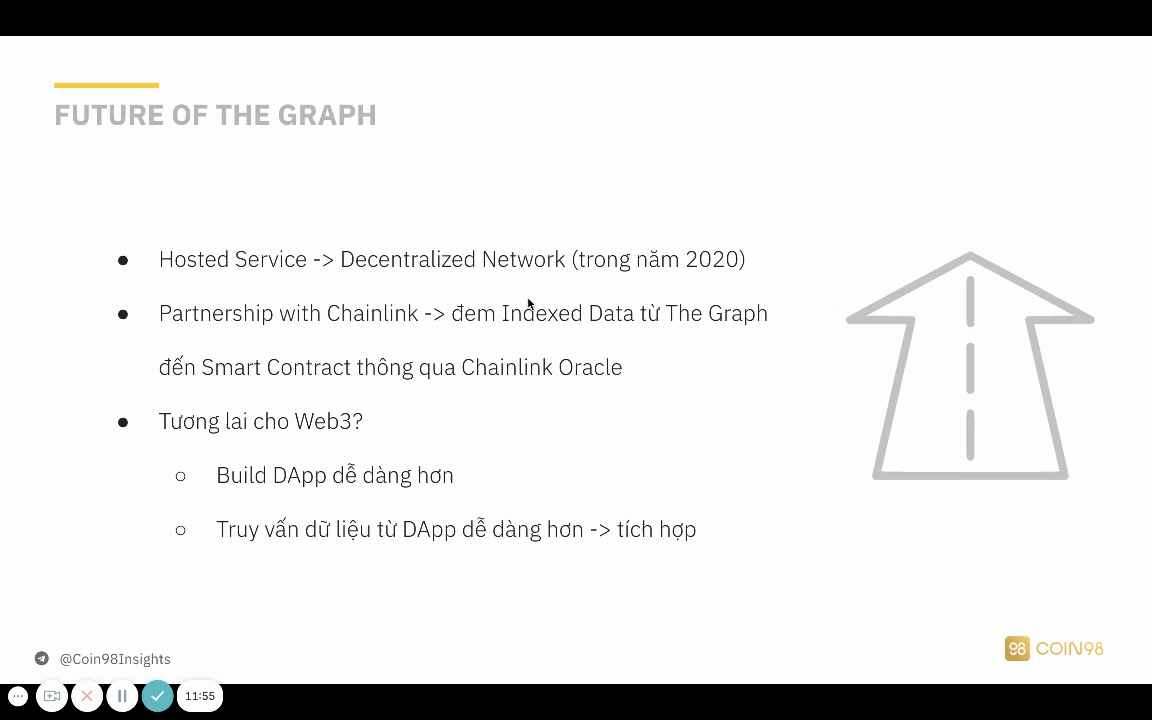 FUTURE OF THE GRAPH
● Hosted Service -> Decentralized Network (trong năm 2020)
● Partnership with Chainlink -> đem Indexed Data từ The Graph
đến Smart Contract thông qua Chainlink Oracle
● Tương lai cho Web3?
○ Build DApp dễ dàng hơn
○ Truy vấn dữ liệu từ DApp dễ dàng hơn -> tích hợp
@Coin98Insights
98 COIN98
11:55